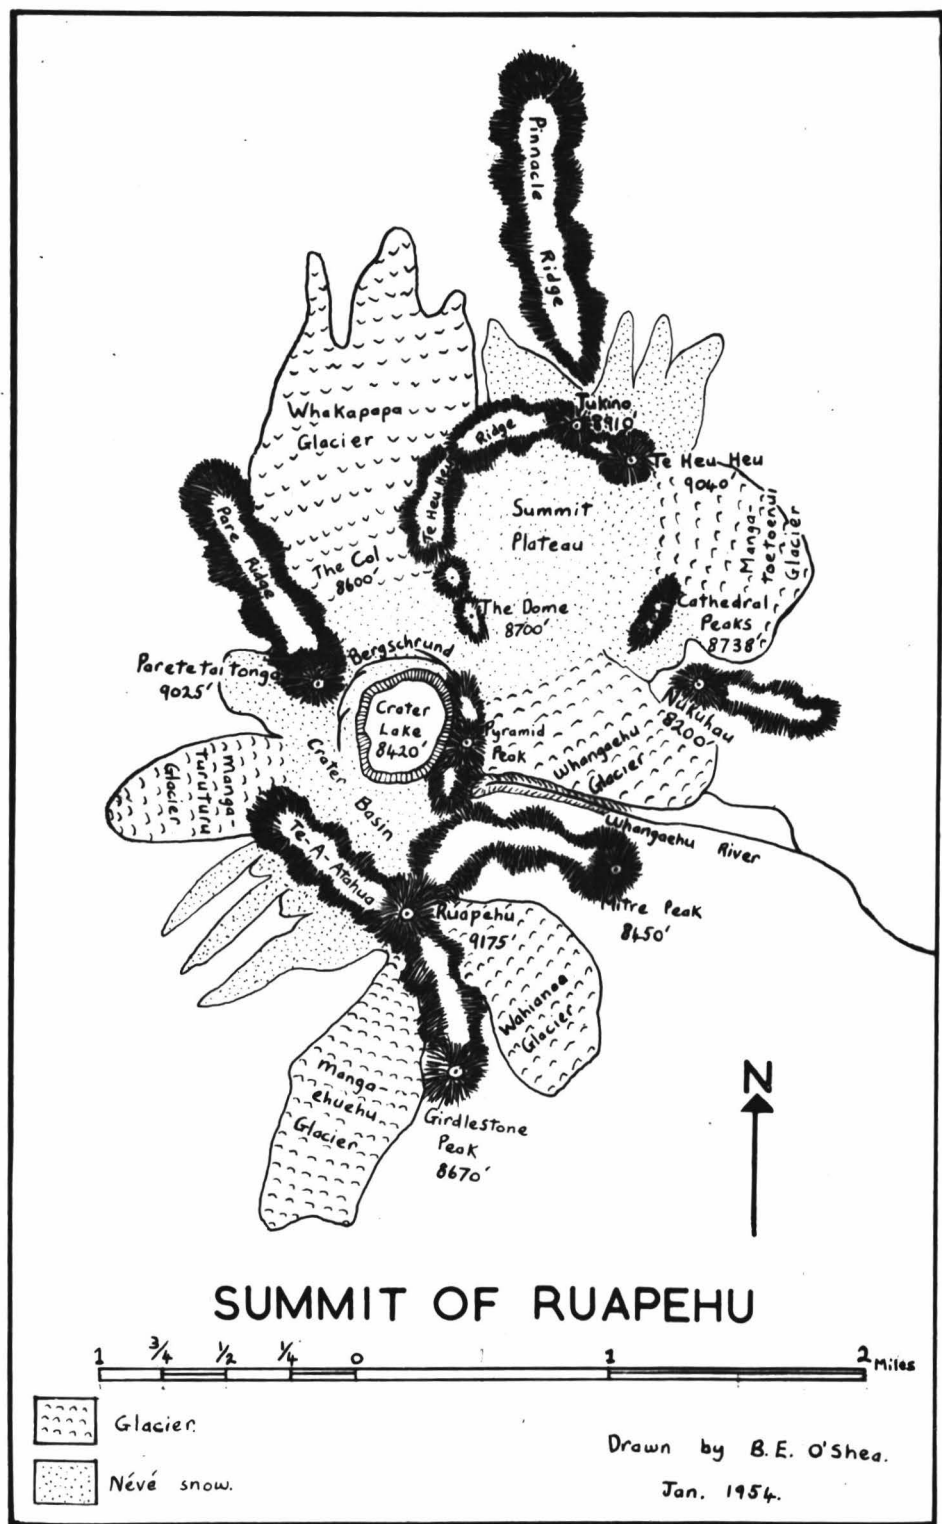 Pinnacle Ridge
Whakapapa
Glacier
Te Heu Heu Ridge
Tukino
8910'
Te Heu Heu
9040'
Summit
Plateau
Manga-
toetoenui
Glacier
Pare Ridge
The Col
8600'
The Dome
8700'
Cathedral
Peaks
8738'
Paretetaitonga
9025'
Bergschrund
Crater
Lake
8420'
Pyramid
Peak
Nukuhau
8200'
Whangaehu
Glacier
Manga-
Turuturu
Glacier
Crater
Basin
Whangaehu River
Te-A-Atahua
Ruapehu
9175'
Mitre Peak
8450'
Wahianoa
Glacier
Manga-
ehuehu
Glacier
Girdlestone
Peak
8670'
N
SUMMIT OF RUAPEHU
1 3/4 1/2 1/4 0 1 2 Miles
Glacier.
Névé snow.
Drawn by B.E. O'Shea.
Jan. 1954.